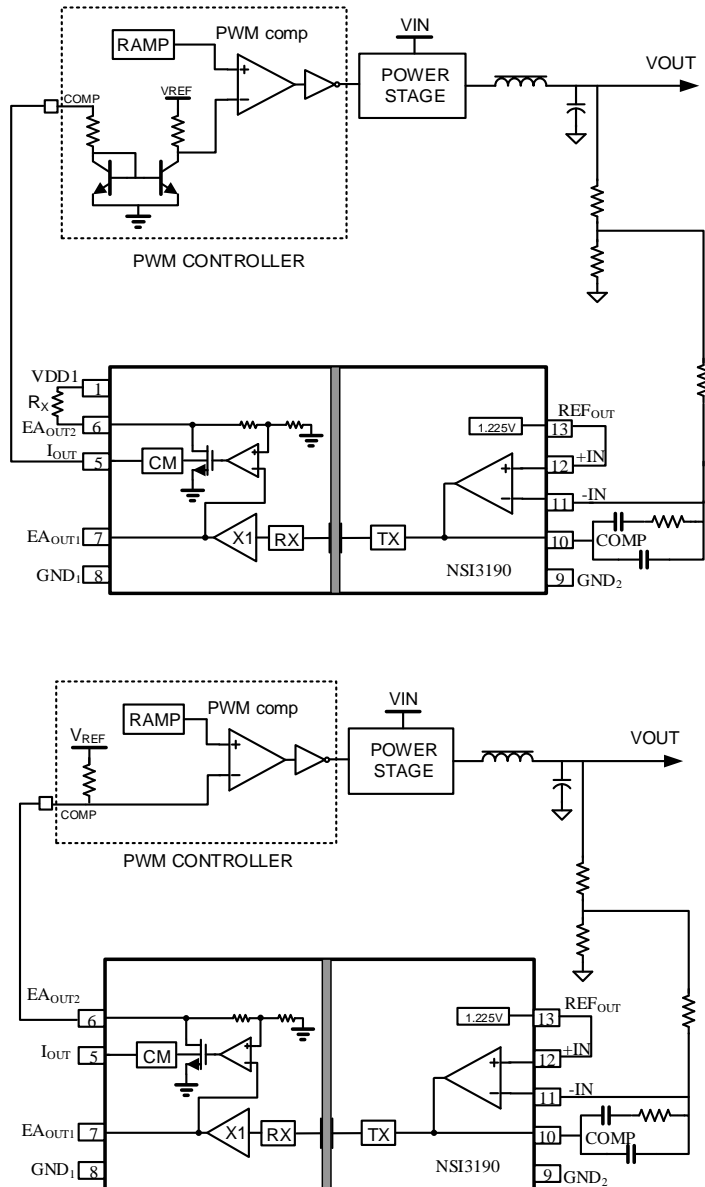 PWM comp
VIN
RAMP
POWER
STAGE
VOUT
COMP
VREF
PWM CONTROLLER
VDD1
1
RX
EAOUT2
6
IOUT
5
CM
EAOUT1
7
X1
RX
TX
GND1
8
1.225V
REFOUT
13
+IN
12
-IN
11
COMP
10
NSI3190
9
GND2
PWM comp
VIN
RAMP
VREF
POWER
STAGE
VOUT
COMP
PWM CONTROLLER
EAOUT2
6
IOUT
5
CM
EAOUT1
7
X1
RX
TX
GND1
8
1.225V
REFOUT
13
+IN
12
-IN
11
COMP
10
NSI3190
9
GND2